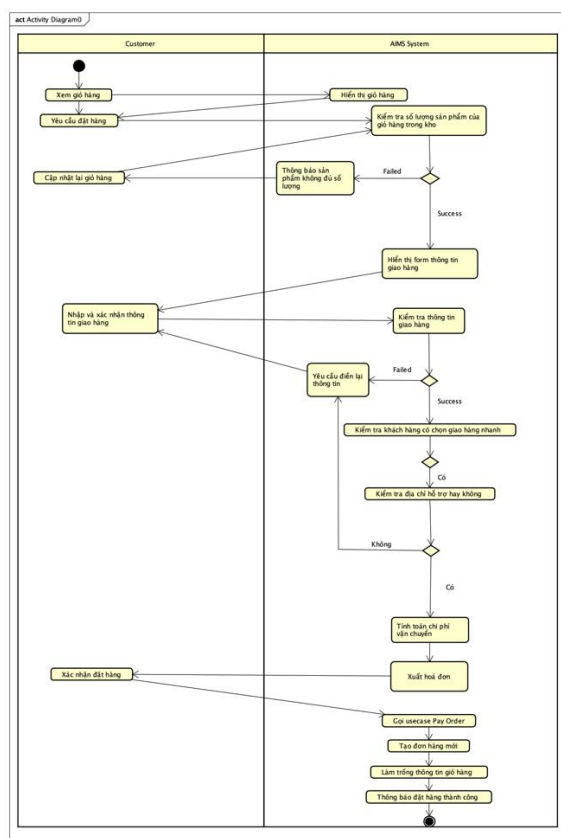 act Activity Diagram0
Customer
AIMS System
Xem giỏ hàng
Hiển thị giỏ hàng
Yêu cầu đặt hàng
Kiểm tra số lượng sản phẩm của
giỏ hàng trong kho
Cập nhật lại giỏ hàng
Thông báo sản
phẩm không đủ số
lượng
Failed
Success
Hiển thị form thông tin
giao hàng
Nhập và xác nhận thông
tin giao hàng
Kiểm tra thông tin
giao hàng
Yêu cầu điền lại
thông tin
Failed
Success
Kiểm tra khách hàng có chọn giao hàng nhanh
Có
Kiểm tra địa chỉ hỗ trợ hay không
Không
Có
Tính toán chi phí
vận chuyển
Xác nhận đặt hàng
Xuất hoá đơn
Gọi usecase Pay Order
Tạo đơn hàng mới
Làm trống thông tin giỏ hàng
Thông báo đặt hàng thành công